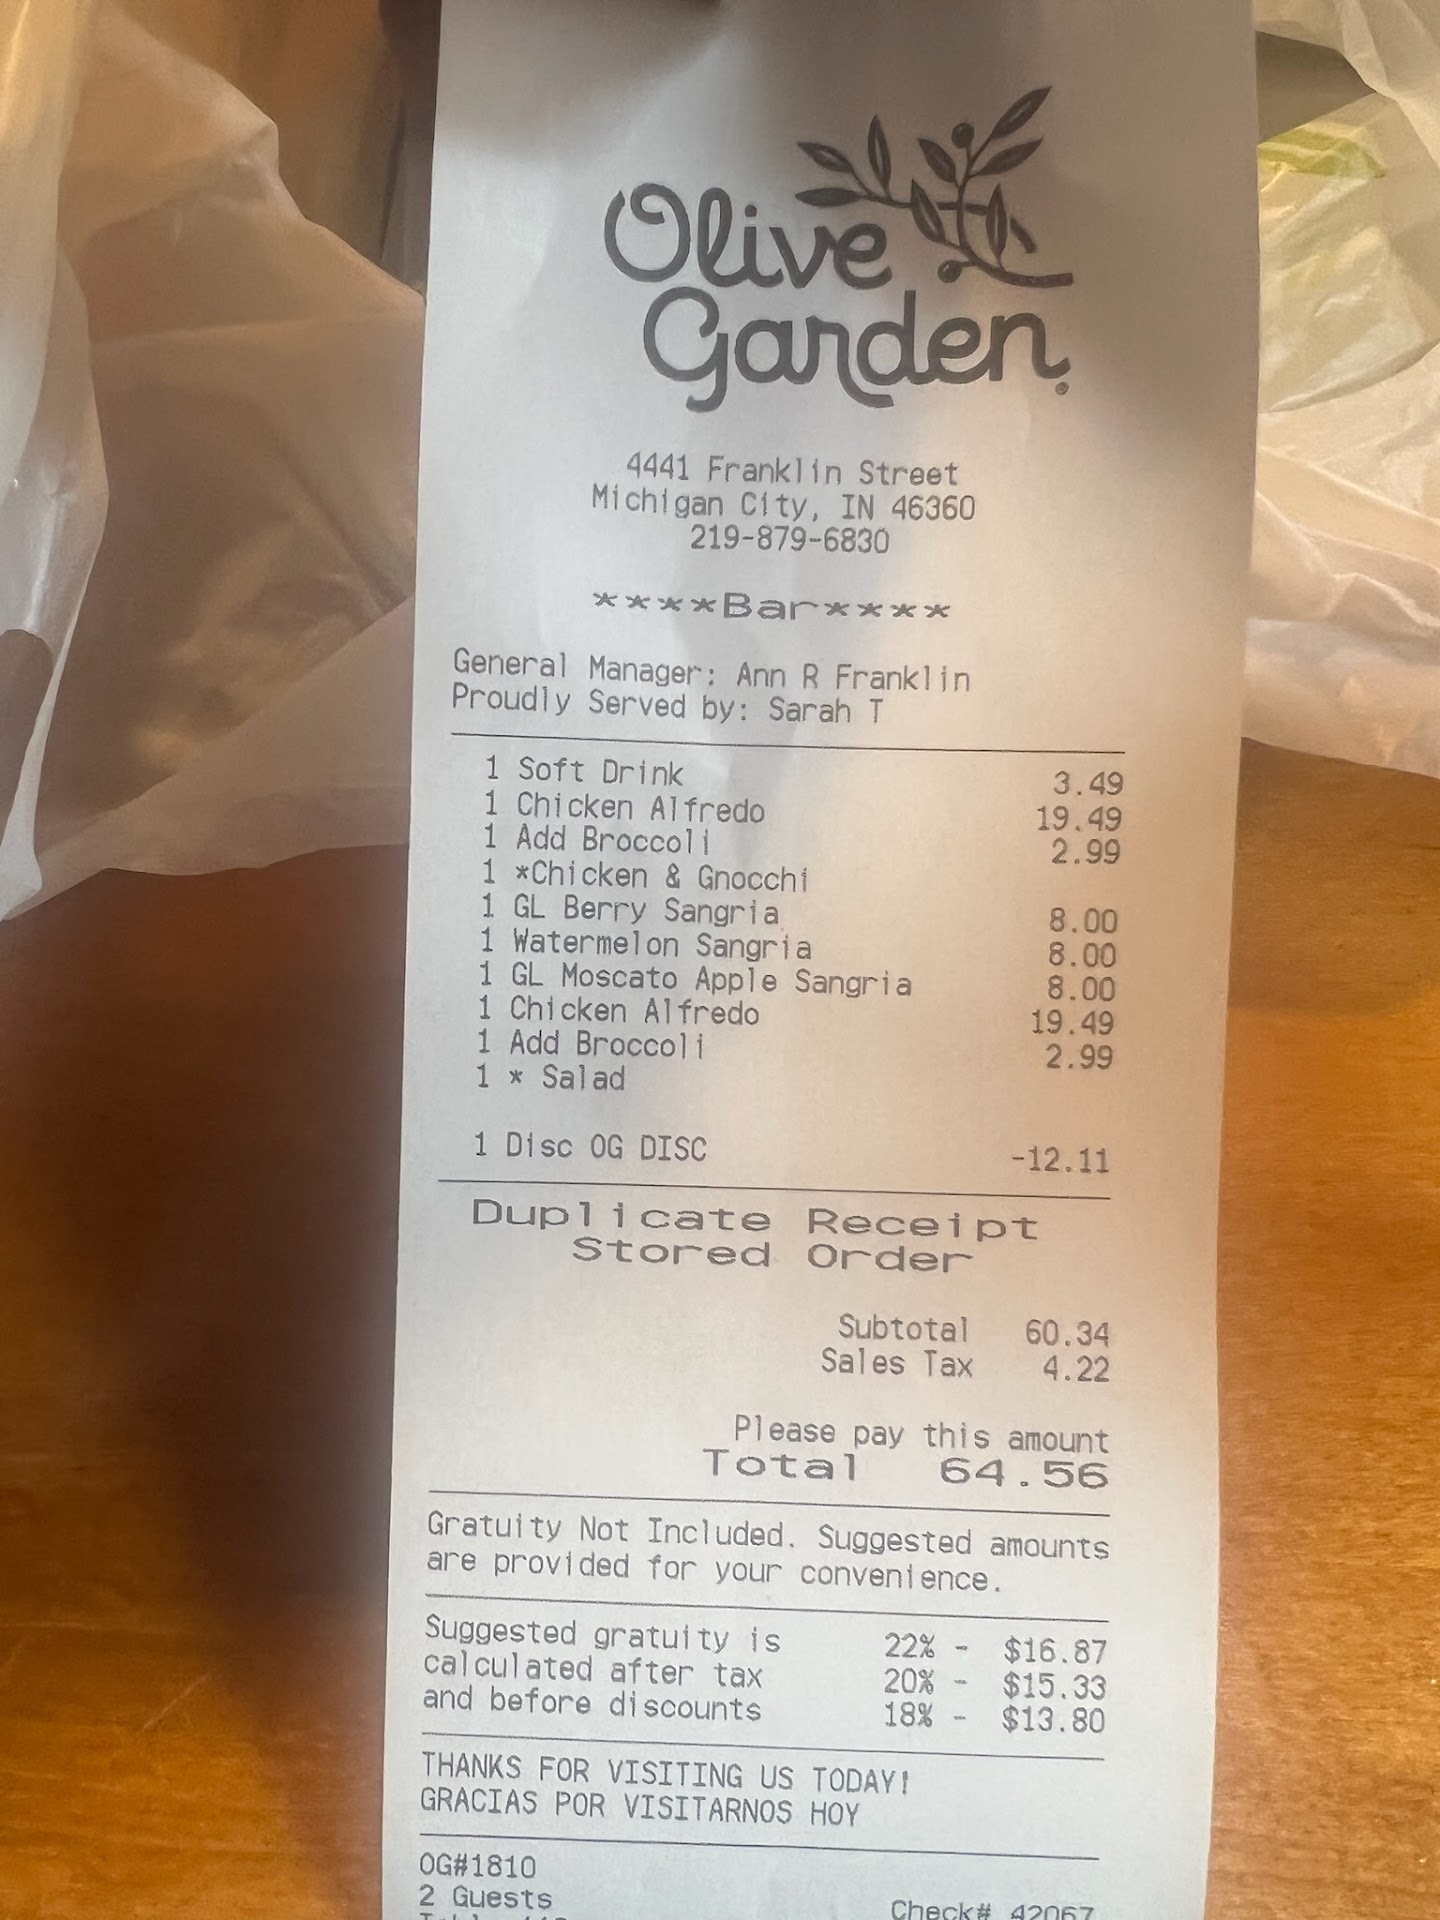 Olive
Garden
4441 Franklin Street
Michigan City, IN 46360
219-879-6830
****Bar****
General Manager: Ann R Franklin
Proudly Served by: Sarah T
1 Soft Drink 3.49
1 Chicken Alfredo 19.49
1 Add Broccoli 2.99
1 *Chicken & Gnocchi
1 GL Berry Sangria 8.00
1 Watermelon Sangria 8.00
1 GL Moscato Apple Sangria 8.00
1 Chicken Alfredo 19.49
1 Add Broccoli 2.99
1 * Salad
1 Disc OG DISC -12.11
Duplicate Receipt
Stored Order
Subtotal 60.34
Sales Tax 4.22
Please pay this amount
Total 64.56
Gratuity Not Included. Suggested amounts
are provided for your convenience.
Suggested gratuity is 22% - $16.87
calculated after tax 20% - $15.33
and before discounts 18% - $13.80
THANKS FOR VISITING US TODAY!
GRACIAS POR VISITARNOS HOY
OG#1810
2 Guests Check# 42067